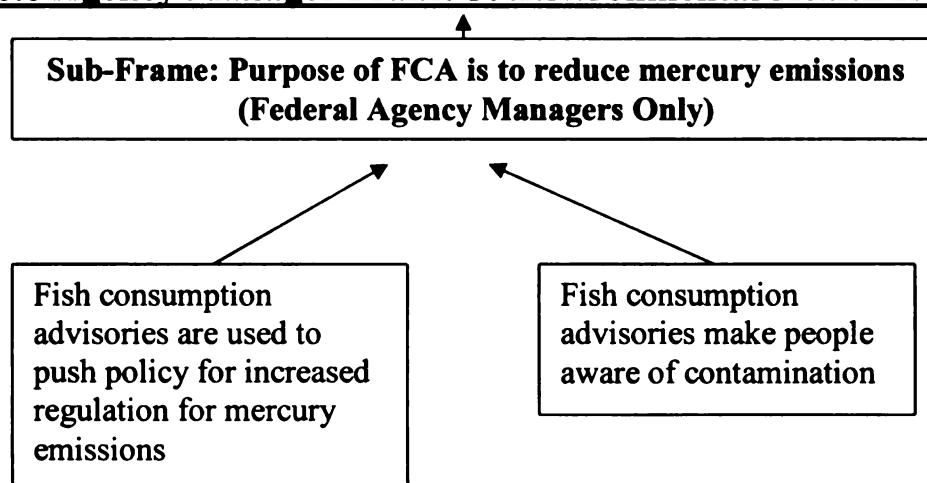 Sub-Frame: Purpose of FCA is to reduce mercury emissions
(Federal Agency Managers Only)
Fish consumption
advisories are used to
push policy for increased
regulation for mercury
emissions
Fish consumption
advisories make people
aware of contamination